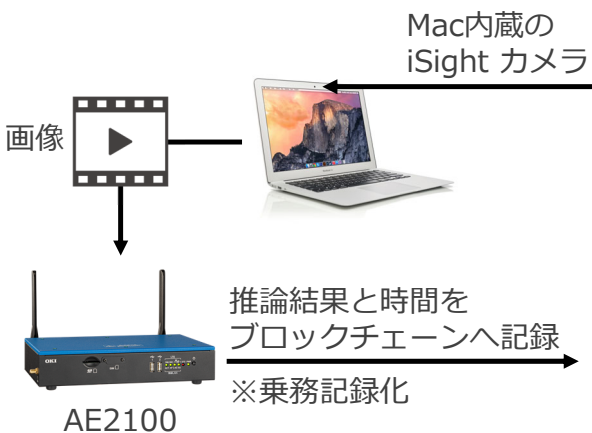 Mac内蔵の
iSight カメラ
画像
OKI
推論結果と時間を
ブロックチェーンへ記録
※乗務記録化
AE2100